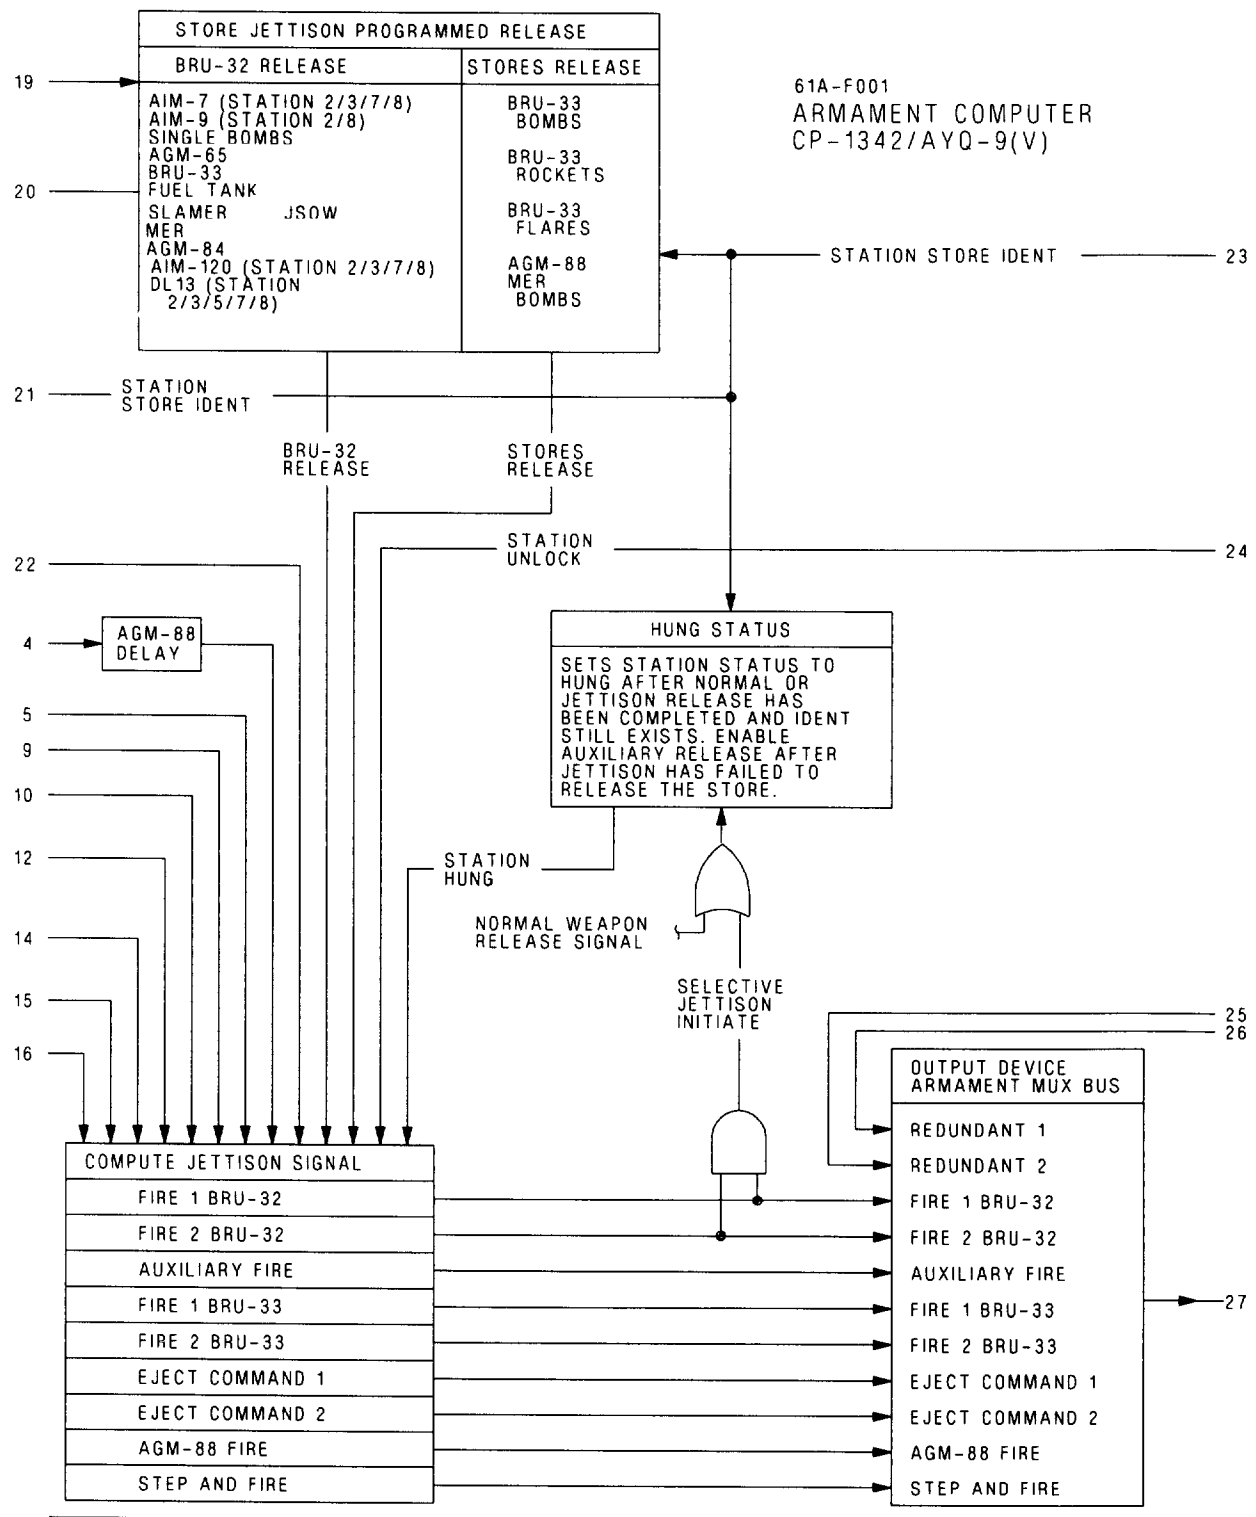 STORE JETTISON PROGRAMMED RELEASE
BRU-32 RELEASE
STORES RELEASE
19
AIM-7 (STATION 2/3/7/8)
AIM-9 (STATION 2/8)
SINGLE BOMBS
AGM-65
BRU-33
FUEL TANK
SLAMER JSOW
MER
AGM-84
AIM-120 (STATION 2/3/7/8)
DL13 (STATION
2/3/5/7/8)
BRU-33
BOMBS
BRU-33
ROCKETS
BRU-33
FLARES
AGM-88
MER
BOMBS
61A-F001
ARMAMENT COMPUTER
CP-1342/AYQ-9(V)
20
STATION STORE IDENT
23
21
STATION
STORE IDENT
BRU-32
RELEASE
STORES
RELEASE
STATION
UNLOCK
24
22
4
AGM-88
DELAY
HUNG STATUS
SETS STATION STATUS TO
HUNG AFTER NORMAL OR
JETTISON RELEASE HAS
BEEN COMPLETED AND IDENT
STILL EXISTS. ENABLE
AUXILIARY RELEASE AFTER
JETTISON HAS FAILED TO
RELEASE THE STORE.
5
9
10
12
14
15
16
STATION
HUNG
NORMAL WEAPON
RELEASE SIGNAL
SELECTIVE
JETTISON
INITIATE
25
26
COMPUTE JETTISON SIGNAL
FIRE 1 BRU-32
FIRE 2 BRU-32
AUXILIARY FIRE
FIRE 1 BRU-33
FIRE 2 BRU-33
EJECT COMMAND 1
EJECT COMMAND 2
AGM-88 FIRE
STEP AND FIRE
OUTPUT DEVICE
ARMAMENT MUX BUS
REDUNDANT 1
REDUNDANT 2
FIRE 1 BRU-32
FIRE 2 BRU-32
AUXILIARY FIRE
FIRE 1 BRU-33
FIRE 2 BRU-33
EJECT COMMAND 1
EJECT COMMAND 2
AGM-88 FIRE
STEP AND FIRE
27